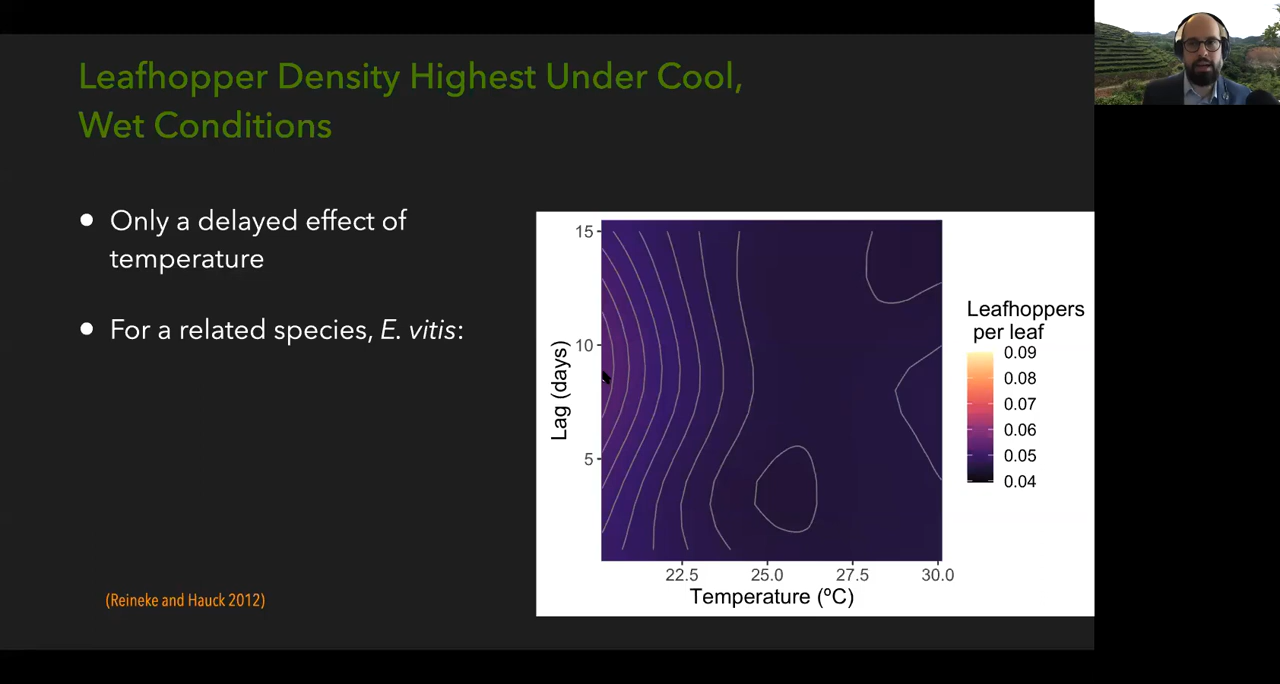 Leafhopper Density Highest Under Cool,
Wet Conditions
• Only a delayed effect of
temperature
• For a related species, E. vitis:
(Reineke and Hauck 2012)
15
10
5
Lag (days)
22.5 25.0 27.5 30.0
Temperature (ºC)
Leafhoppers
per leaf
0.09
0.08
0.07
0.06
0.05
0.04